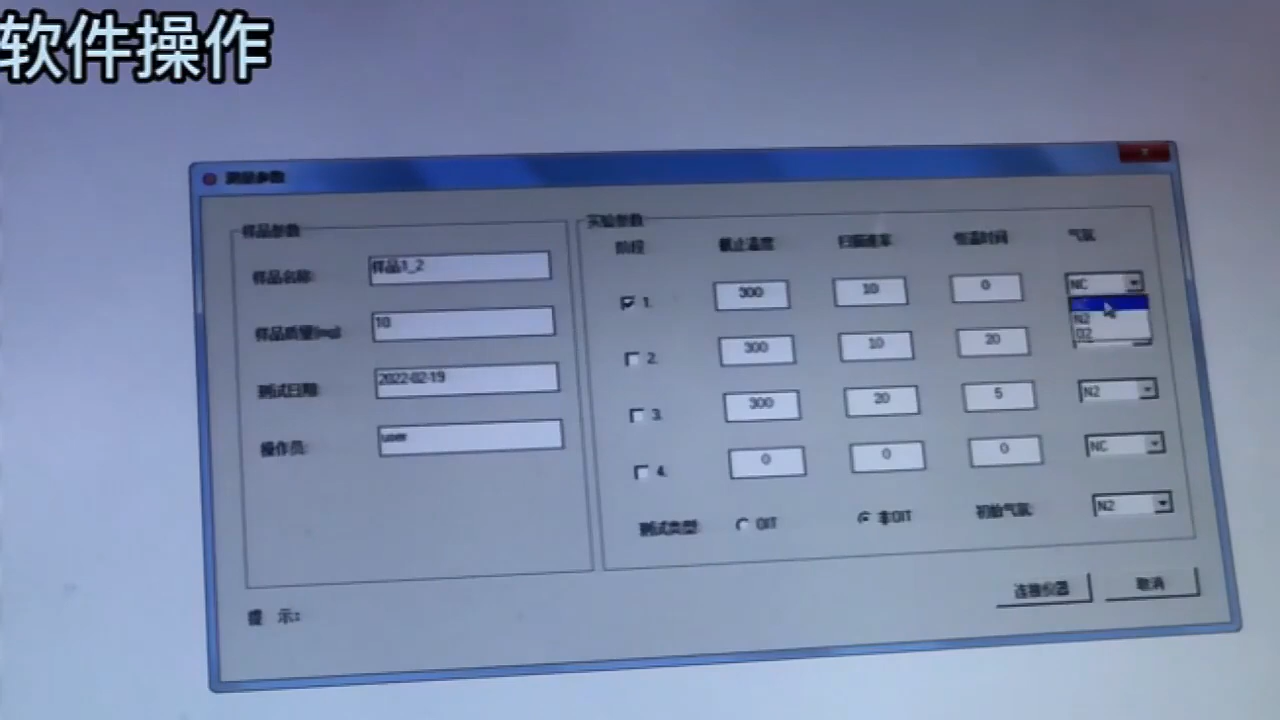 软件操作
测量参数
样品参数
样品名称: 样品1_2
样品质量(mg): 10
测试日期: 2022-02-19
操作员: user
实验参数
阶段 截止温度 扫描速率 恒温时间 气氛
1. 300 10 0 NC
N2
O2
2. 300 10 20
3. 300 20 5 N2
4. 0 0 0 NC
测试类型: OIT 非OIT 初始气氛: N2
提 示:
连接仪器 取消